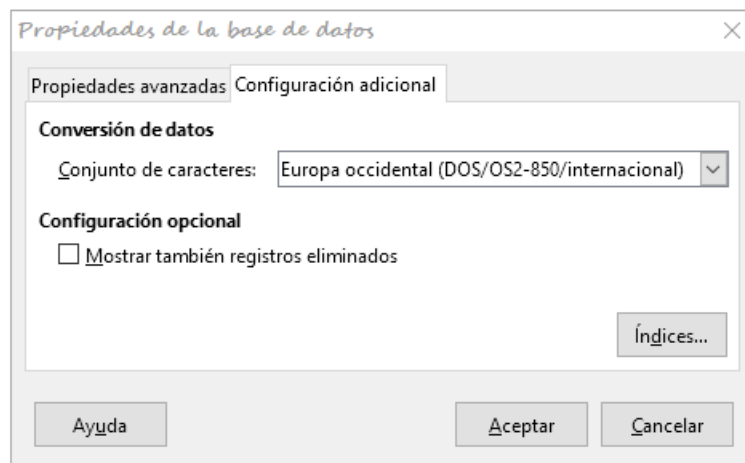 Propiedades de la base de datos
Propiedades avanzadas Configuración adicional
Conversión de datos
Conjunto de caracteres: Europa occidental (DOS/OS2-850/internacional)
Configuración opcional
Mostrar también registros eliminados
Índices...
Ayuda Aceptar Cancelar